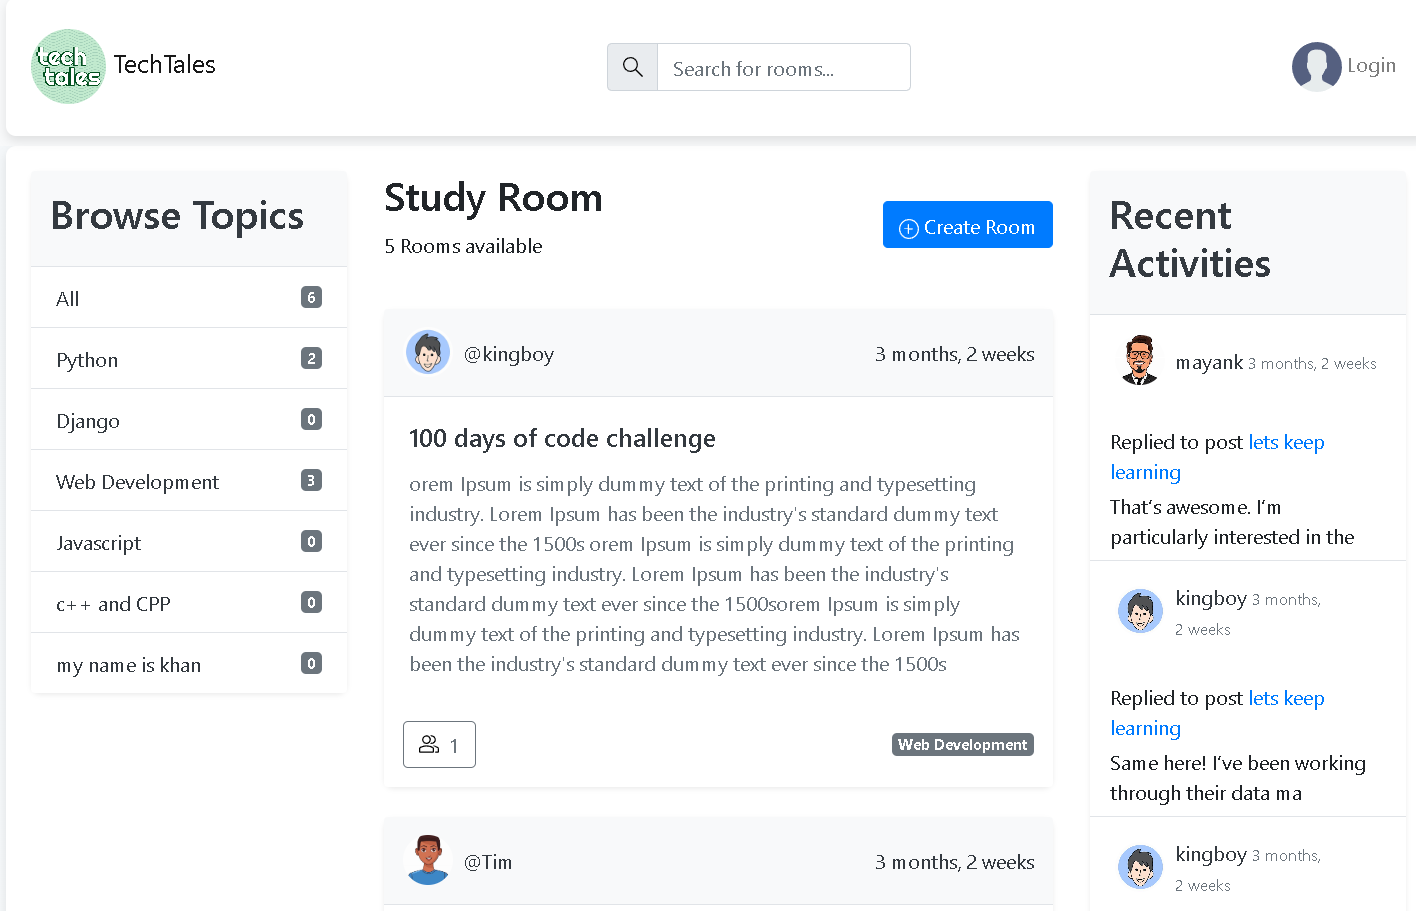 tech
tales
TechTales
Search for rooms...
Login
Browse Topics
All 6
Python 2
Django 0
Web Development 3
Javascript 0
c++ and CPP 0
my name is khan 0
Study Room
5 Rooms available
Create Room
@kingboy 3 months, 2 weeks
100 days of code challenge
orem Ipsum is simply dummy text of the printing and typesetting
industry. Lorem Ipsum has been the industry's standard dummy text
ever since the 1500s orem Ipsum is simply dummy text of the printing
and typesetting industry. Lorem Ipsum has been the industry's
standard dummy text ever since the 1500sorem Ipsum is simply
dummy text of the printing and typesetting industry. Lorem Ipsum has
been the industry's standard dummy text ever since the 1500s
1
Web Development
@Tim 3 months, 2 weeks
Recent
Activities
mayank 3 months, 2 weeks
Replied to post lets keep
learning
That's awesome. I'm
particularly interested in the
kingboy 3 months,
2 weeks
Replied to post lets keep
learning
Same here! I've been working
through their data ma
kingboy 3 months,
2 weeks